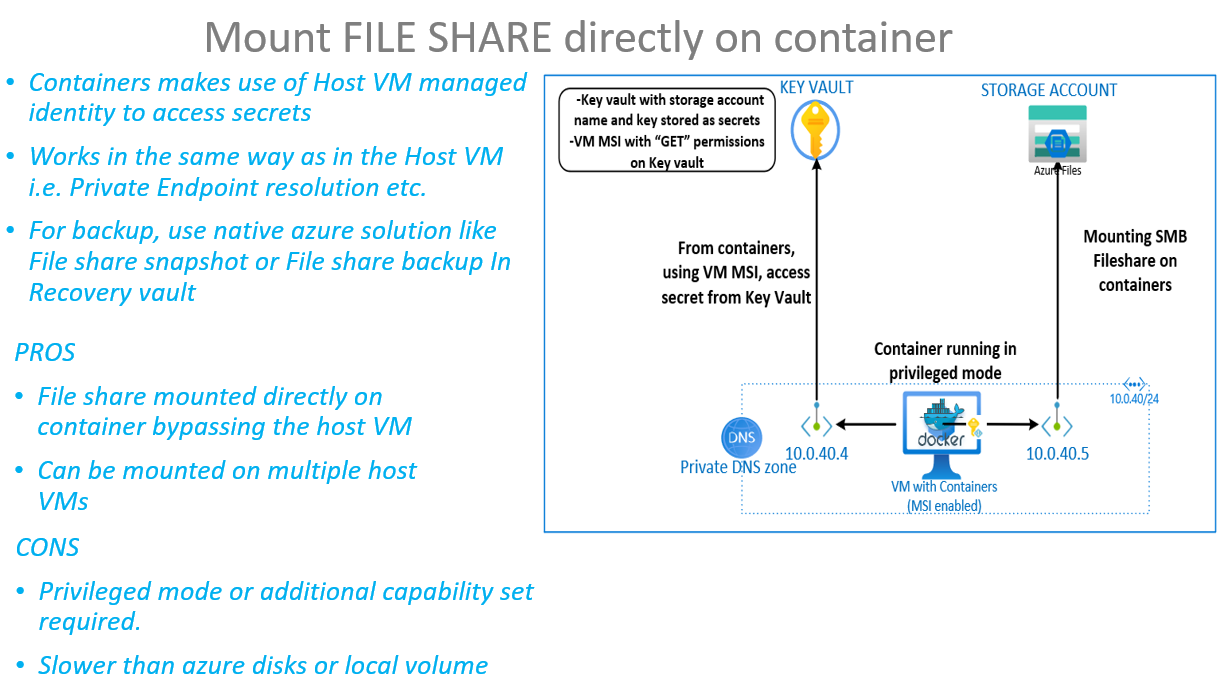 Mount FILE SHARE directly on container
• Containers makes use of Host VM managed
identity to access secrets
• Works in the same way as in the Host VM
i.e. Private Endpoint resolution etc.
• For backup, use native azure solution like
File share snapshot or File share backup In
Recovery vault
PROS
• File share mounted directly on
container bypassing the host VM
• Can be mounted on multiple host
VMs
CONS
• Privileged mode or additional capability set
required.
• Slower than azure disks or local volume
-Key vault with storage account
name and key stored as secrets
-VM MSI with “GET” permissions
on Key vault
KEY VAULT
STORAGE ACCOUNT
Azure Files
From containers,
using VM MSI, access
secret from Key Vault
Mounting SMB
Fileshare on
containers
Container running in
privileged mode
10.0.40/24
DNS
Private DNS zone
10.0.40.4
docker
10.0.40.5
VM with Containers
(MSI enabled)